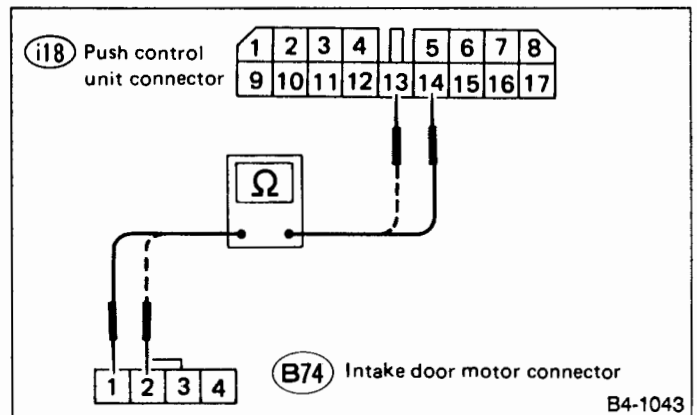 i18 Push control
unit connector
1 2 3 4 5 6 7 8
9 10 11 12 13 14 15 16 17
Ω
1 2 3 4
B74 Intake door motor connector
B4-1043